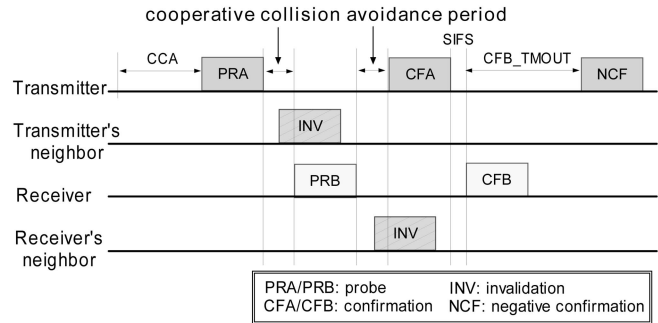 cooperative collision avoidance period
SIFS
CCA
CFB_TMOUT
PRA
CFA
NCF
Transmitter
INV
Transmitter's
neighbor
PRB
CFB
Receiver
INV
Receiver's
neighbor
PRA/PRB: probe INV: invalidation
CFA/CFB: confirmation NCF: negative confirmation